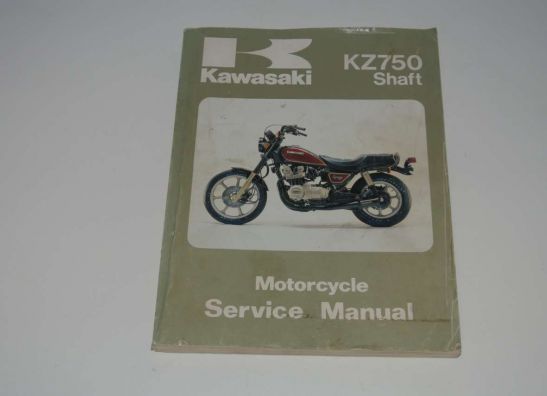 Kawasaki
KZ750
Shaft
Motorcycle
Service Manual